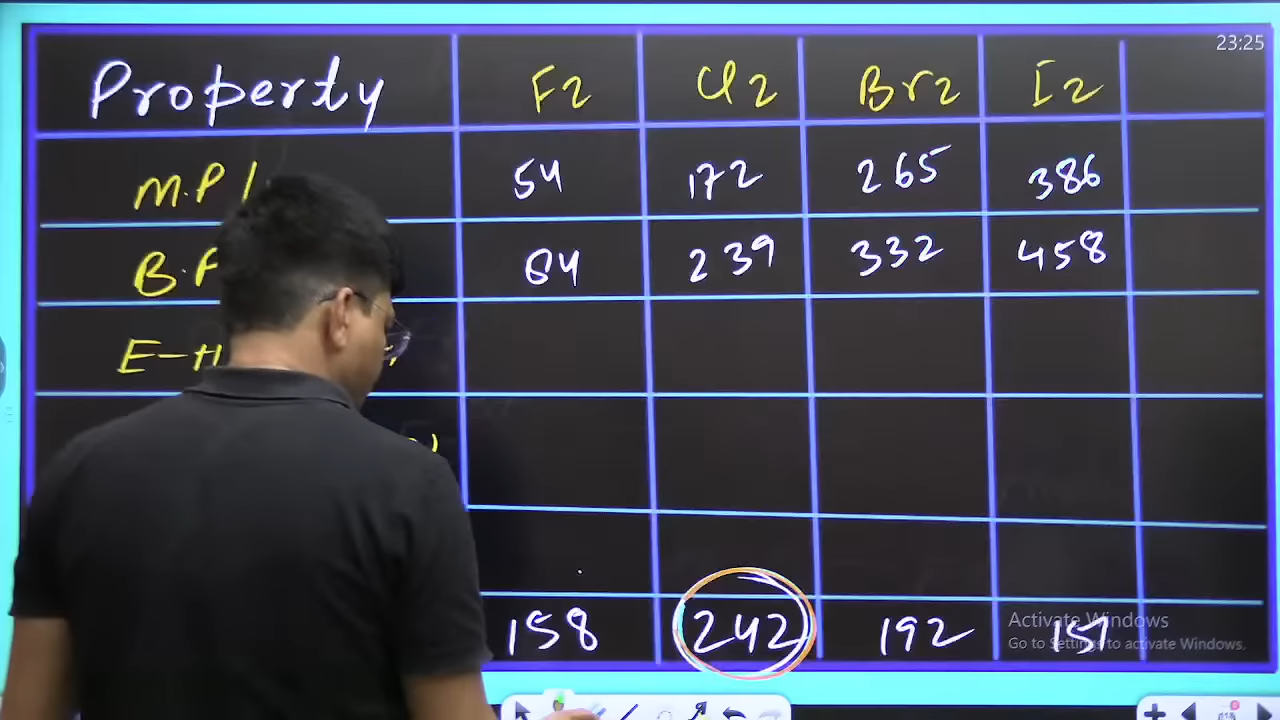 23:25
Property F2 Cl2 Br2 I2
M.P/ 54 172 265 386
B.P 84 239 332 458
E-H
158 242 192 151
Activate Windows
Go to Settings to activate Windows.